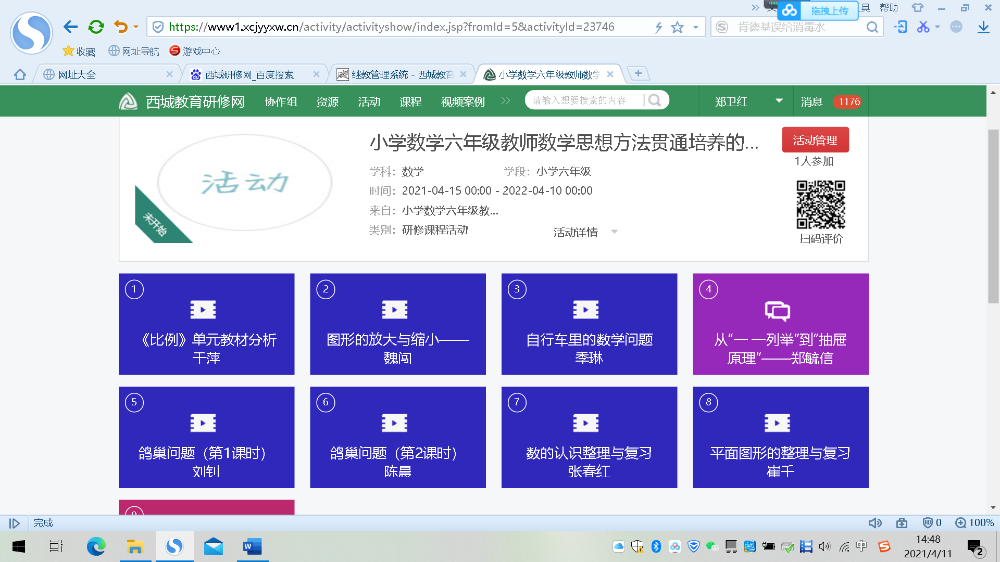 拖拽上传
具 帮助
https://www1.xcjyyxw.cn/activity/activityshow/index.jsp?fromId=5&activityId=23746
肯德基误给消毒水
收藏 网址导航 游戏中心
网址大全 西城研修网_百度搜索 继教管理系统 - 西城教育 小学数学六年级教师数学
西城教育研修网 协作组 资源 活动 课程 视频案例 请输入想要搜索的内容 郑卫红 消息 1176
小学数学六年级教师数学思想方法贯通培养的...
活动管理
1人参加
活动
未开始
学科： 数学 学段： 小学六年级
时间： 2021-04-15 00:00 - 2022-04-10 00:00
来自： 小学数学六年级教...
类别： 研修课程活动 活动详情
扫码评价
1
《比例》单元教材分析
于萍
2
图形的放大与缩小——
魏闯
3
自行车里的数学问题
季琳
4
从“一 一列举”到“抽屉
原理”——郑毓信
5
鸽巢问题（第1课时）
刘钊
6
鸽巢问题（第2课时）
陈晨
7
数的认识整理与复习
张春红
8
平面图形的整理与复习
崔千
9
完成 0 100%
中 14:48
2021/4/11
2